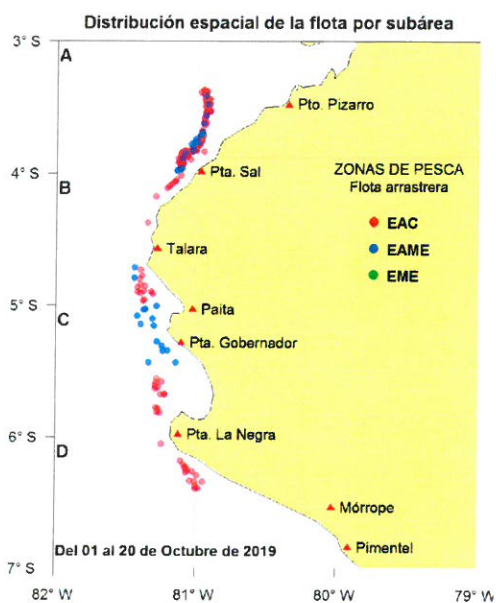 Distribución espacial de la flota por subárea
3° S
A
Pto. Pizarro
ZONAS DE PESCA
Flota arrastrera
4° S
Pta. Sal
B
EAC
EAME
EME
Talara
5° S
C
Paita
Pta. Gobernador
6° S
Pta. La Negra
D
Mórrope
Del 01 al 20 de Octubre de 2019
Pimentel
7° S
82° W
81° W
80° W
79° W